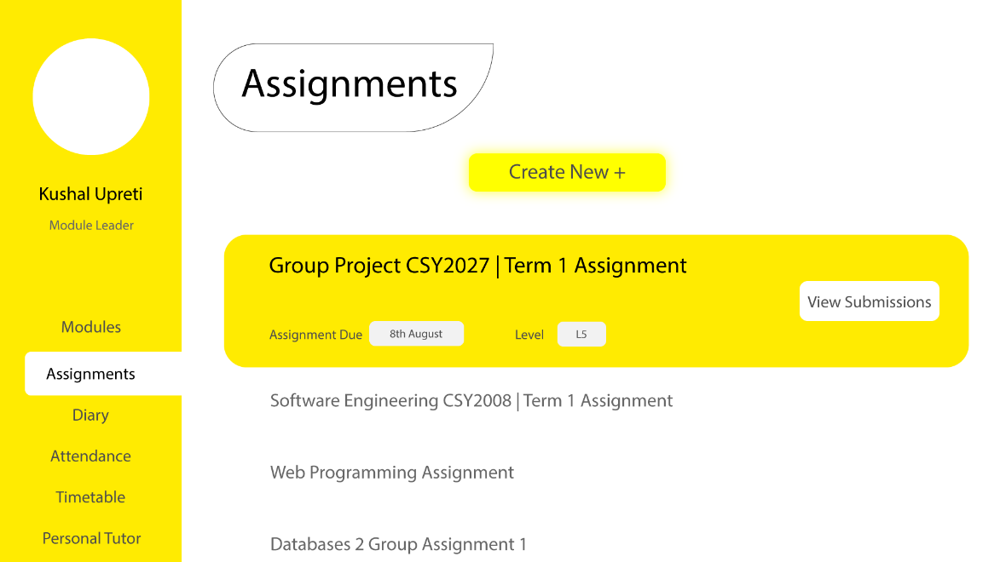 Kushal Upreti
Module Leader
Modules
Assignments
Diary
Attendance
Timetable
Personal Tutor
Assignments
Create New +
Group Project CSY2027 | Term 1 Assignment
View Submissions
Assignment Due 8th August Level L5
Software Engineering CSY2008 | Term 1 Assignment
Web Programming Assignment
Databases 2 Group Assignment 1